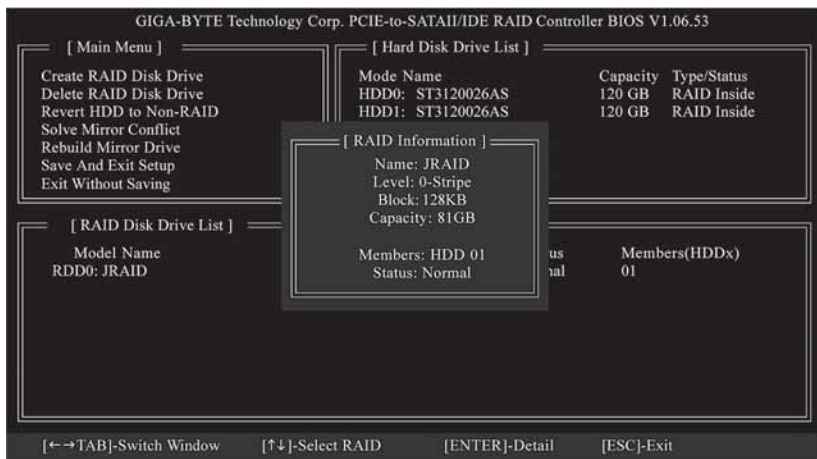 GIGA-BYTE Technology Corp. PCIE-to-SATAII/IDE RAID Controller BIOS V1.06.53
[ Main Menu ]
Create RAID Disk Drive
Delete RAID Disk Drive
Revert HDD to Non-RAID
Solve Mirror Conflict
Rebuild Mirror Drive
Save And Exit Setup
Exit Without Saving
[ Hard Disk Drive List ]
Mode Name Capacity Type/Status
HDD0: ST3120026AS 120 GB RAID Inside
HDD1: ST3120026AS 120 GB RAID Inside
[ RAID Information ]
Name: JRAID
Level: 0-Stripe
Block: 128KB
Capacity: 81GB
Members: HDD 01
Status: Normal
[ RAID Disk Drive List ]
Model Name us Members(HDDx)
RDD0: JRAID nal 01
[←→TAB]-Switch Window [↑↓]-Select RAID [ENTER]-Detail [ESC]-Exit